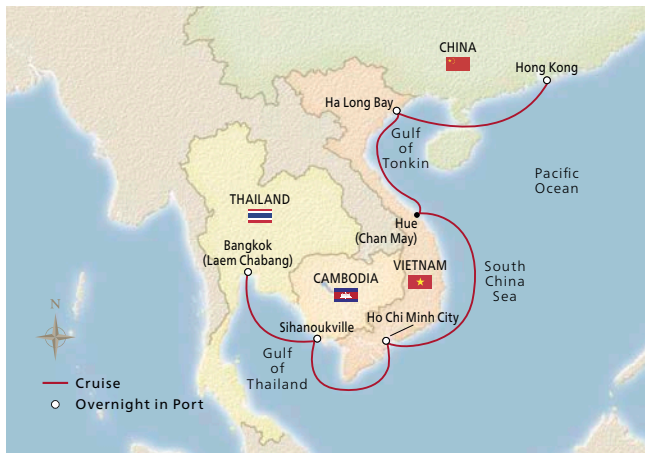 CHINA
Hong Kong
Ha Long Bay
Gulf
of
Tonkin
Pacific
Ocean
THAILAND
Hue
(Chan May)
Bangkok
(Laem Chabang)
VIETNAM
CAMBODIA
South
China
Sea
N
Ho Chi Minh City
Sihanoukville
Gulf
of
Thailand
Cruise
Overnight in Port